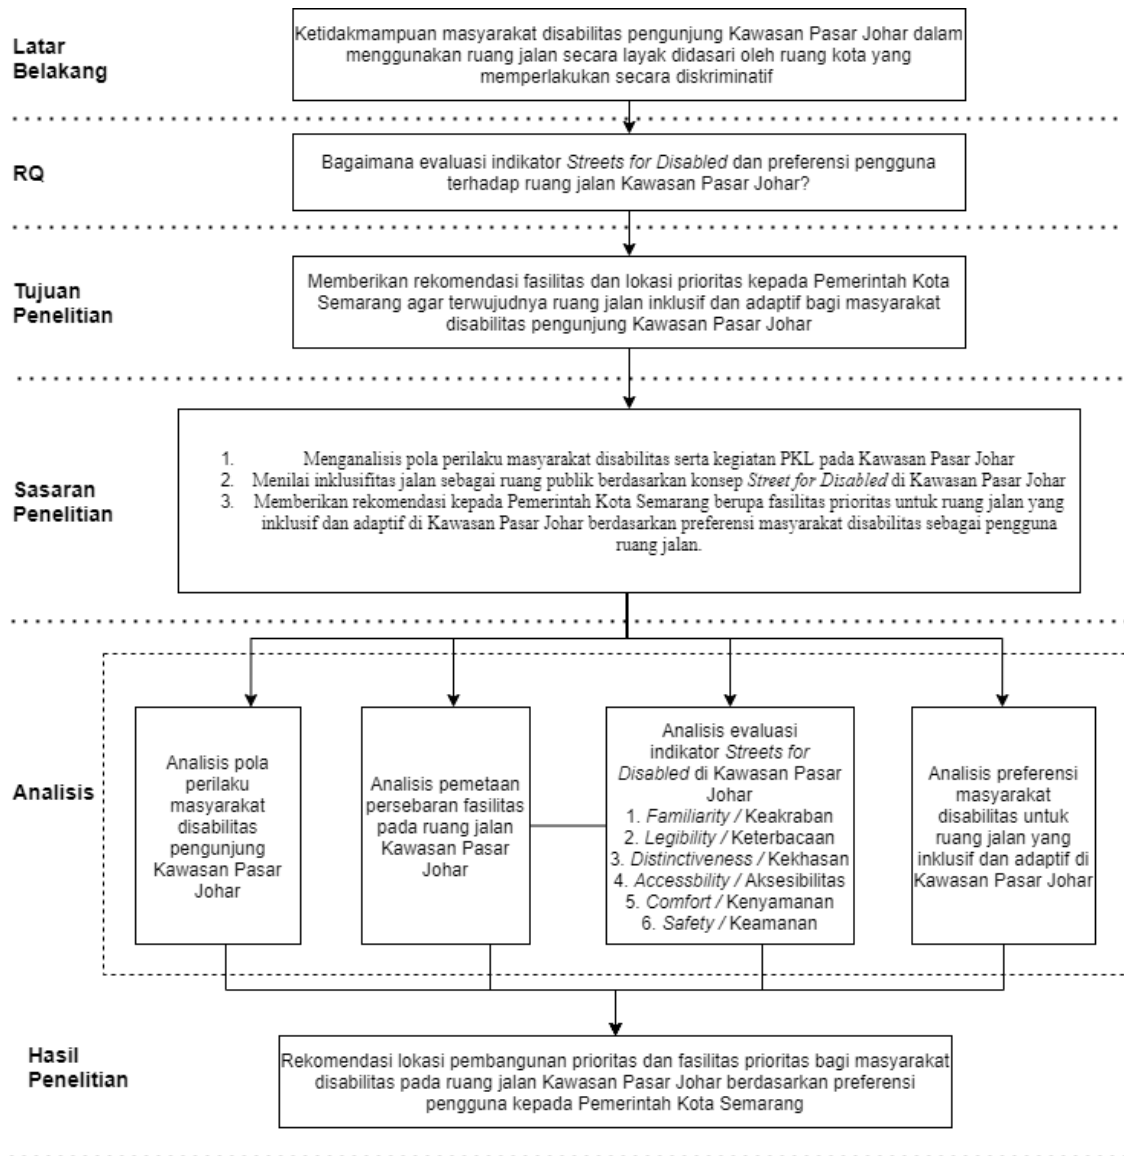 Latar
Belakang
Ketidakmampuan masyarakat disabilitas pengunjung Kawasan Pasar Johar dalam
menggunakan ruang jalan secara layak didasari oleh ruang kota yang
memperlakukan secara diskriminatif
RQ
Bagaimana evaluasi indikator Streets for Disabled dan preferensi pengguna
terhadap ruang jalan Kawasan Pasar Johar?
Tujuan
Penelitian
Memberikan rekomendasi fasilitas dan lokasi prioritas kepada Pemerintah Kota
Semarang agar terwujudnya ruang jalan inklusif dan adaptif bagi masyarakat
disabilitas pengunjung Kawasan Pasar Johar
Sasaran
Penelitian
1. Menganalisis pola perilaku masyarakat disabilitas serta kegiatan PKL pada Kawasan Pasar Johar
2. Menilai inklusifitas jalan sebagai ruang publik berdasarkan konsep Street for Disabled di Kawasan Pasar Johar
3. Memberikan rekomendasi kepada Pemerintah Kota Semarang berupa fasilitas prioritas untuk ruang jalan yang
inklusif dan adaptif di Kawasan Pasar Johar berdasarkan preferensi masyarakat disabilitas sebagai pengguna
ruang jalan.
Analisis
Analisis pola
perilaku
masyarakat
disabilitas
pengunjung
Kawasan Pasar
Johar
Analisis pemetaan
persebaran fasilitas
pada ruang jalan
Kawasan Pasar
Johar
Analisis evaluasi
indikator Streets for
Disabled di Kawasan Pasar
Johar
1. Familiarity / Keakraban
2. Legibility / Keterbacaan
3. Distinctiveness / Kekhasan
4. Accessbility / Aksesibilitas
5. Comfort / Kenyamanan
6. Safety / Keamanan
Analisis preferensi
masyarakat
disabilitas untuk
ruang jalan yang
inklusif dan adaptif di
Kawasan Pasar Johar
Hasil
Penelitian
Rekomendasi lokasi pembangunan prioritas dan fasilitas prioritas bagi masyarakat
disabilitas pada ruang jalan Kawasan Pasar Johar berdasarkan preferensi
pengguna kepada Pemerintah Kota Semarang